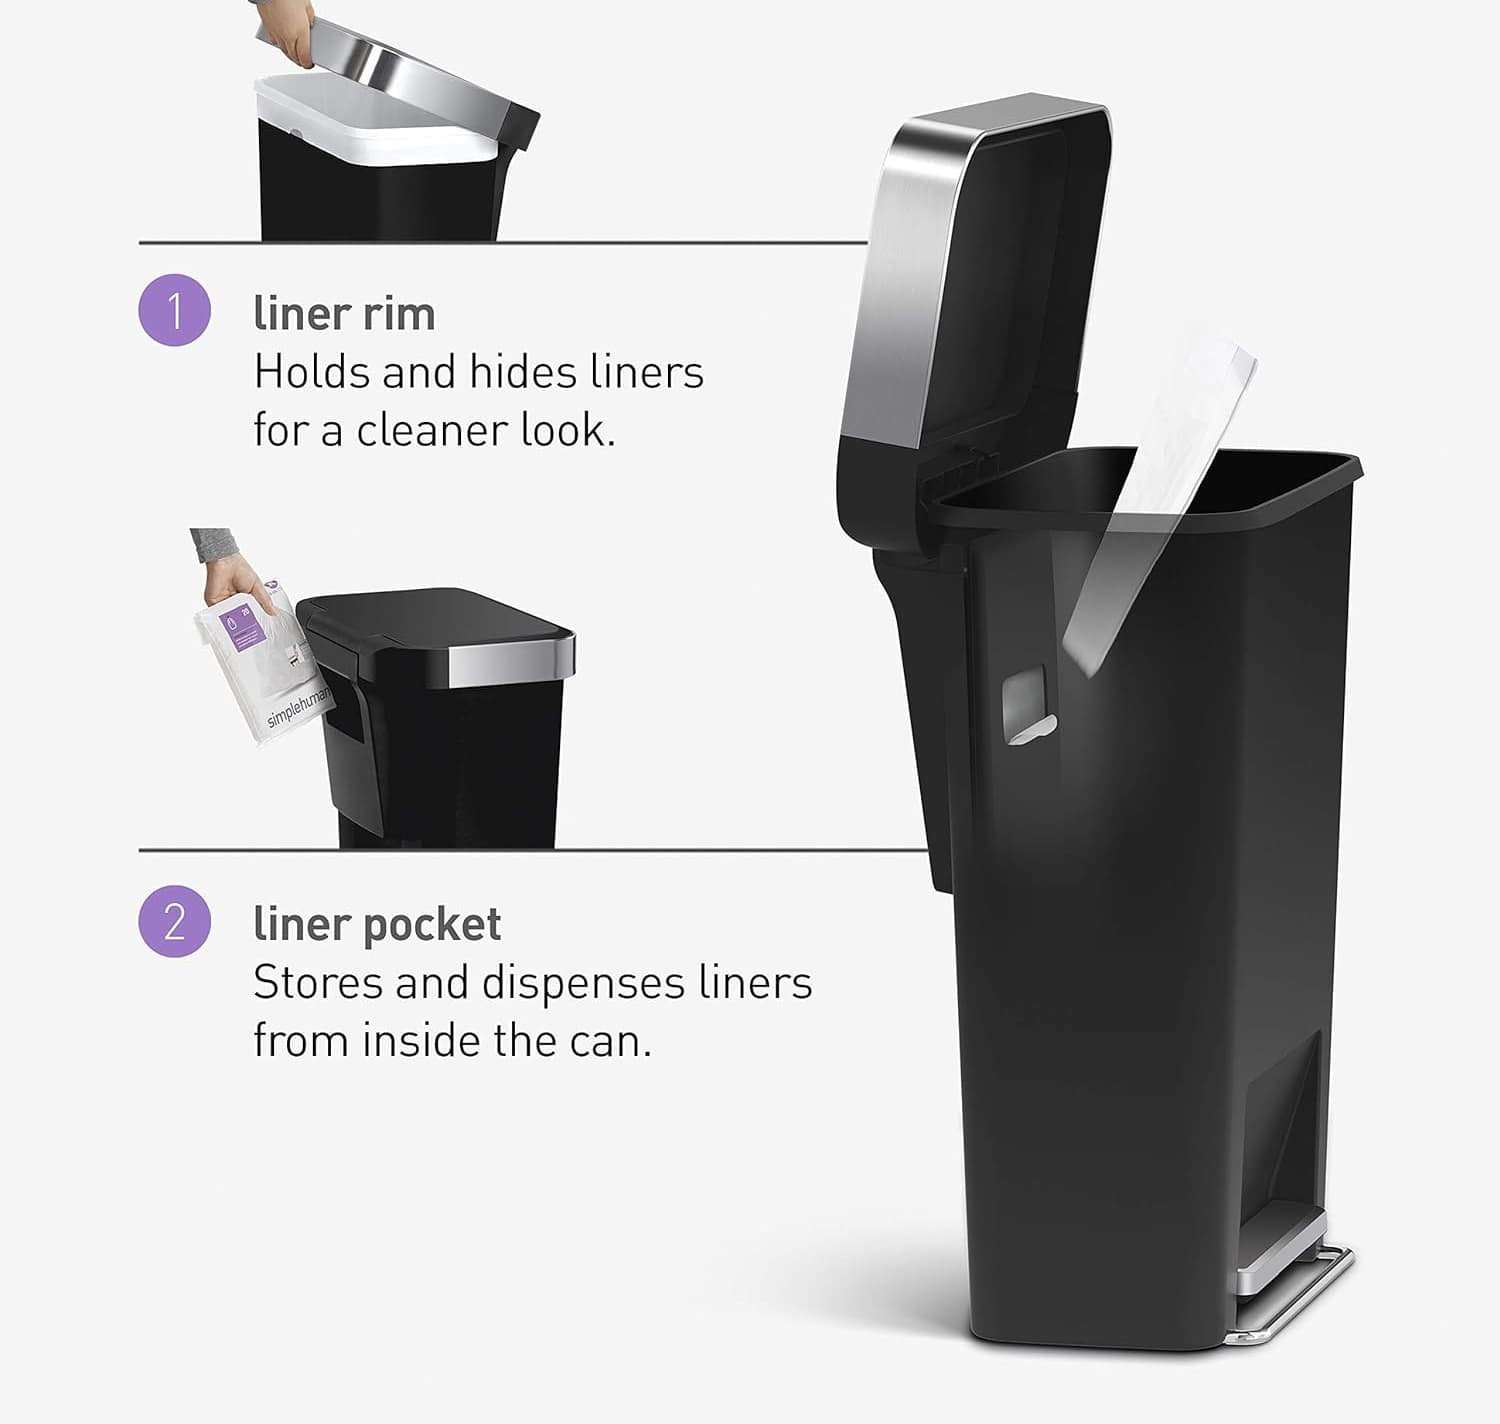 1
liner rim
Holds and hides liners
for a cleaner look.
20
simplehuman
2
liner pocket
Stores and dispenses liners
from inside the can.